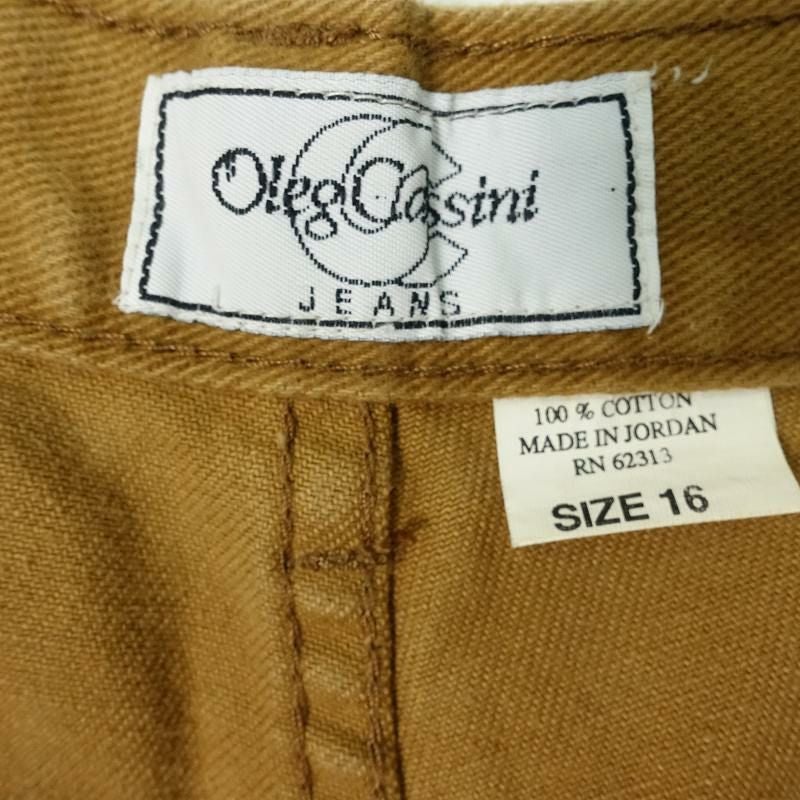 Oleg Cassini
JEANS
100 % COTTON
MADE IN JORDAN
RN 62313
SIZE 16